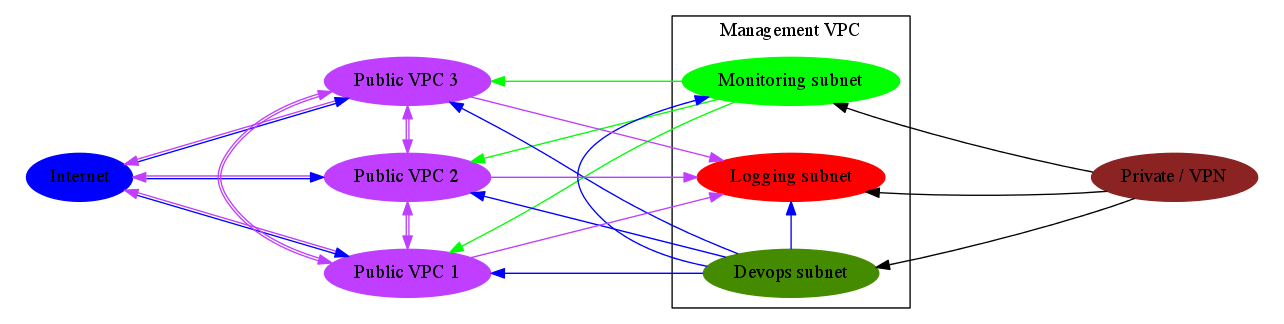 Management VPC
Public VPC 3
Monitoring subnet
Internet
Public VPC 2
Logging subnet
Private / VPN
Public VPC 1
Devops subnet